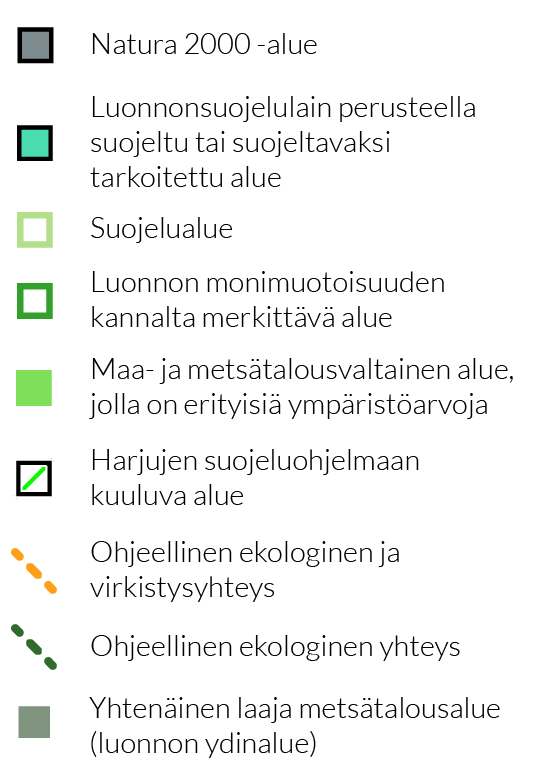 Natura 2000 -alue
Luonnonsuojelulain perusteella
suojeltu tai suojeltavaksi
tarkoitettu alue
Suojelualue
Luonnon monimuotoisuuden
kannalta merkittävä alue
Maa- ja metsätalousvaltainen alue,
jolla on erityisiä ympäristöarvoja
Harjujen suojeluohjelmaan
kuuluva alue
Ohjeellinen ekologinen ja
virkistysyhteys
Ohjeellinen ekologinen yhteys
Yhtenäinen laaja metsätalousalue
(luonnon ydinalue)